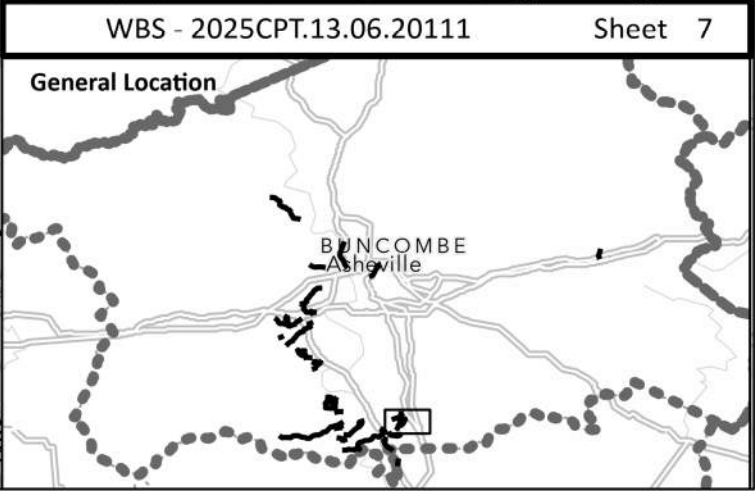 WBS - 2025CPT.13.06.20111 Sheet 7
General Location
BUNCOMBE
Asheville